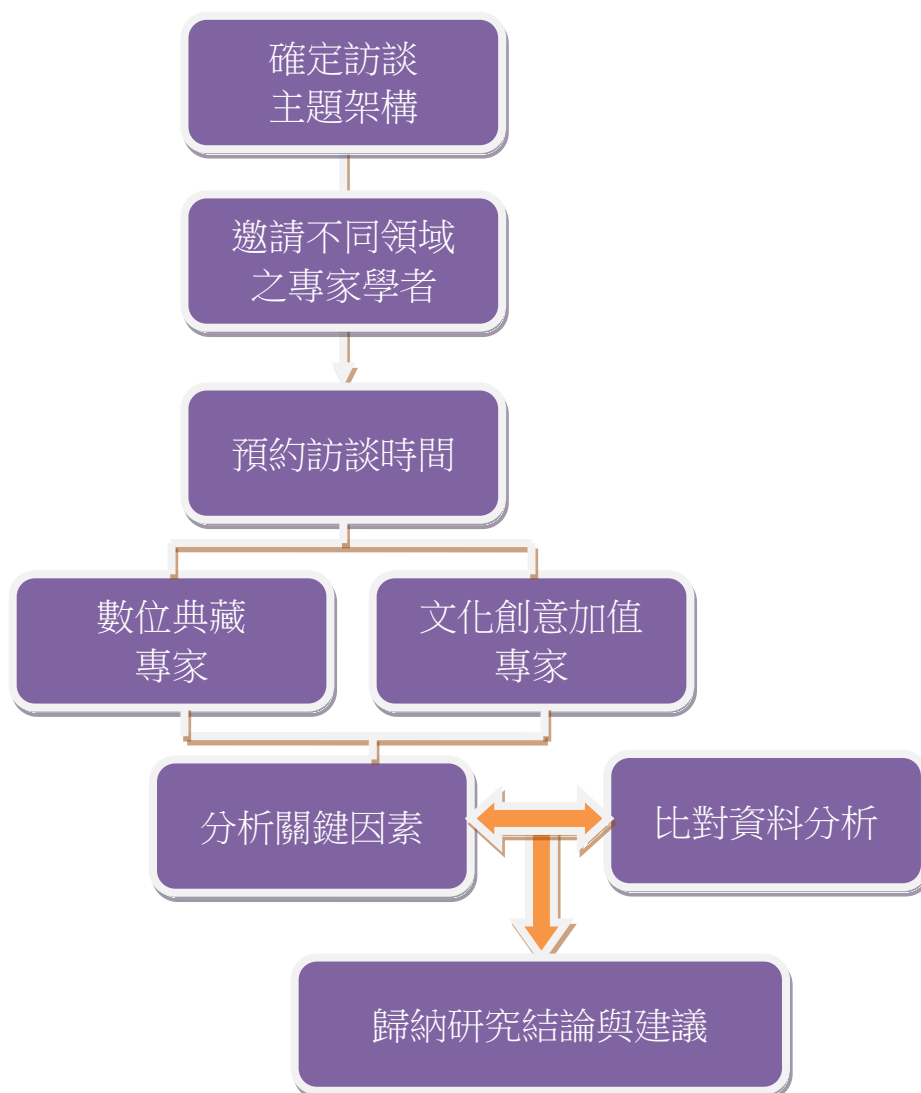 確定訪談
主題架構
邀請不同領域
之專家學者
預約訪談時間
數位典藏
專家
文化創意加值
專家
分析關鍵因素
比對資料分析
歸納研究結論與建議